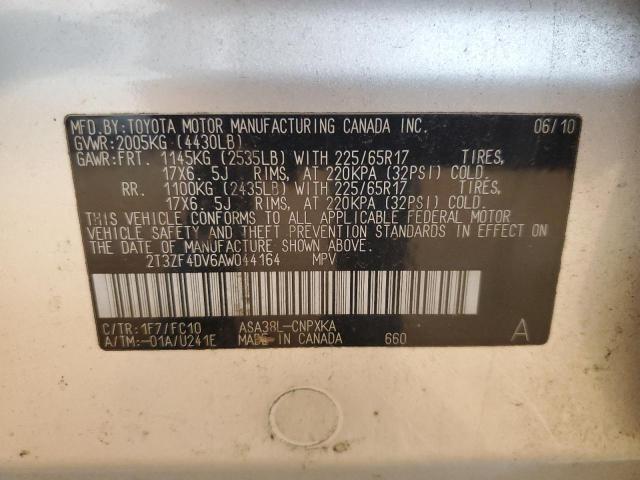 MFD.BY:TOYOTA MOTOR MANUFACTURING CANADA INC. 06/10
GVWR:2005KG (4430LB)
GAWR:FRT. 1145KG (2535LB) WITH 225/65R17 TIRES,
17X6.5J RIMS, AT 220KPA (32PSI) COLD.
RR. 1100KG (2435LB) WITH 225/65R17 TIRES,
17X6.5J RIMS, AT 220KPA (32PSI) COLD.
THIS VEHICLE CONFORMS TO ALL APPLICABLE FEDERAL MOTOR
VEHICLE SAFETY AND THEFT PREVENTION STANDARDS IN EFFECT ON
THE DATE OF MANUFACTURE SHOWN ABOVE.
2T3ZF4DV6AW044164 MPV
C/TR:1F7/FC10 ASA38L-CNPXKA
A/TM:-01A/U241E MADE IN CANADA 660 A